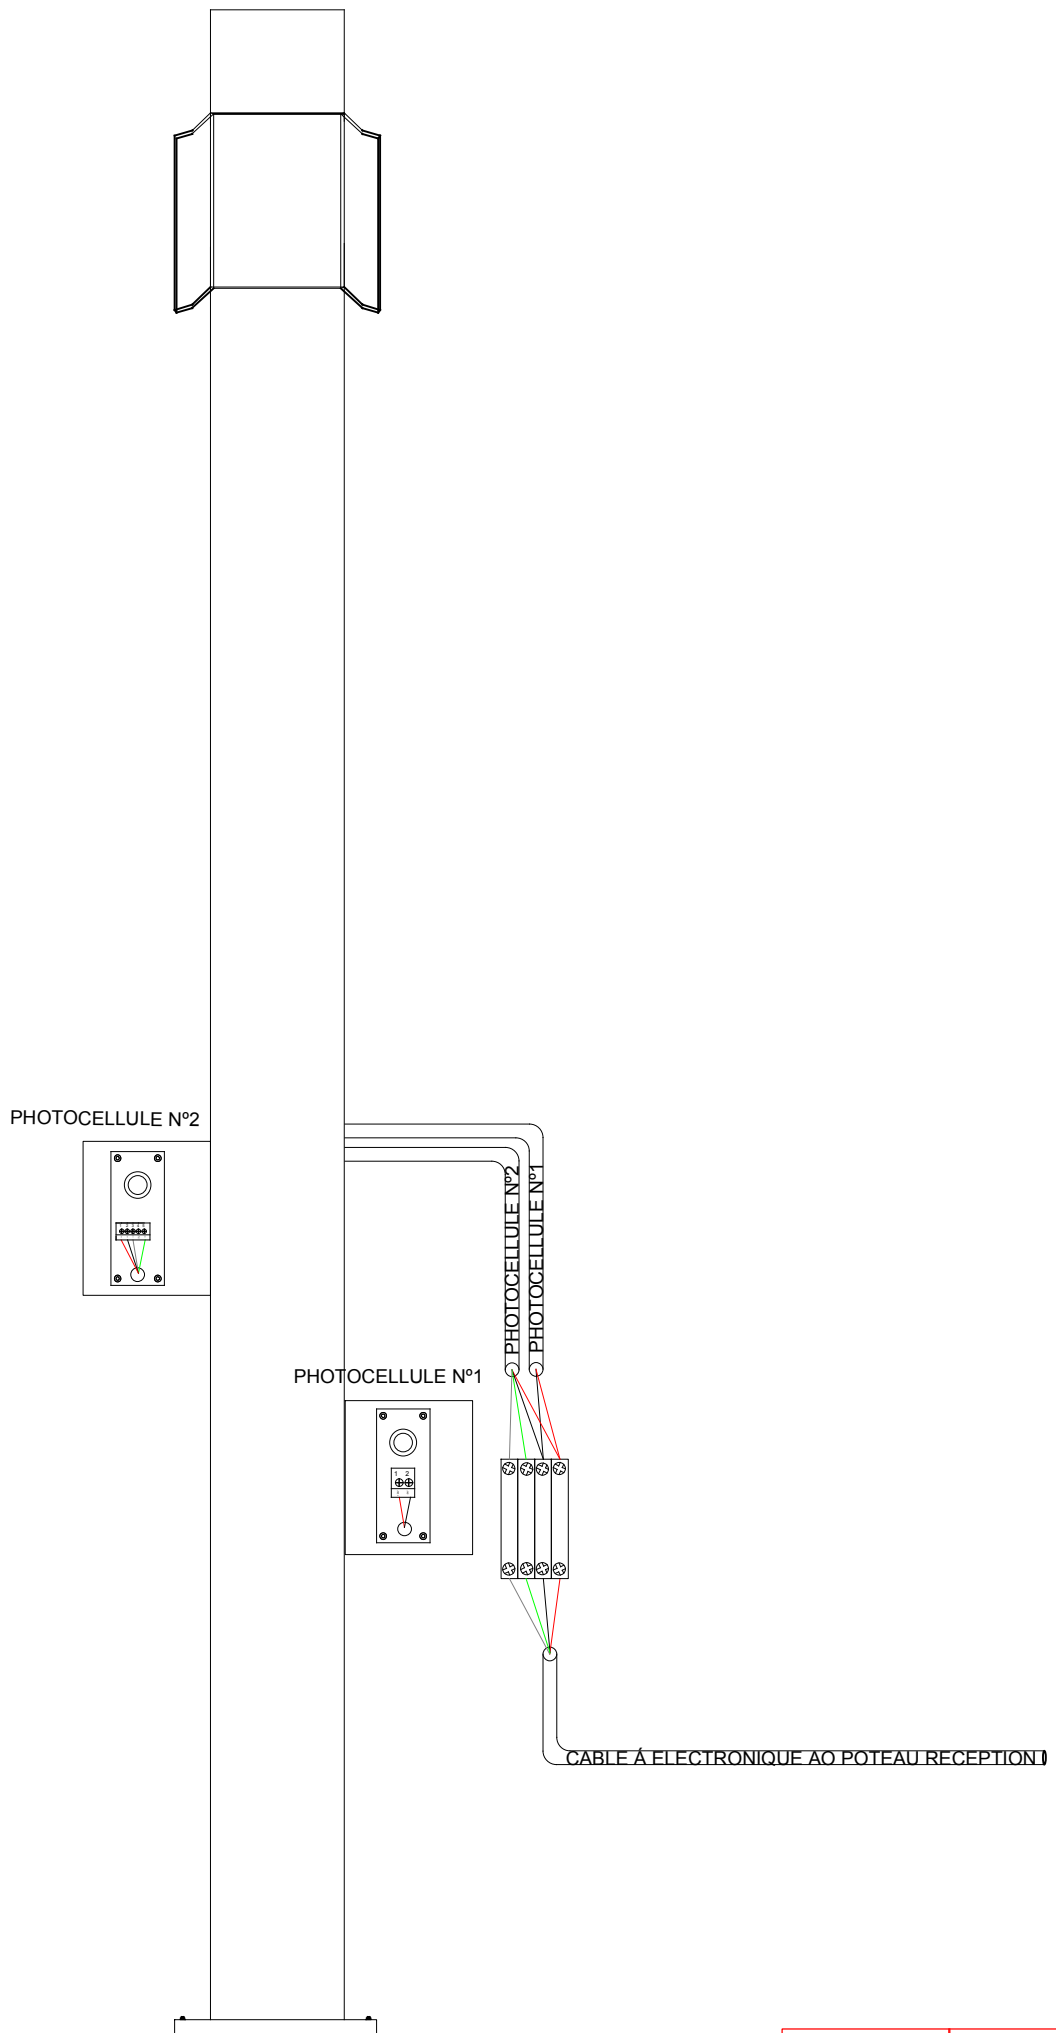 PHOTOCELLULE Nº2
PHOTOCELLULE Nº2
PHOTOCELLULE Nº1
PHOTOCELLULE Nº1
1 2
CABLE Á ELECTRONIQUE AO POTEAU RECEPTION